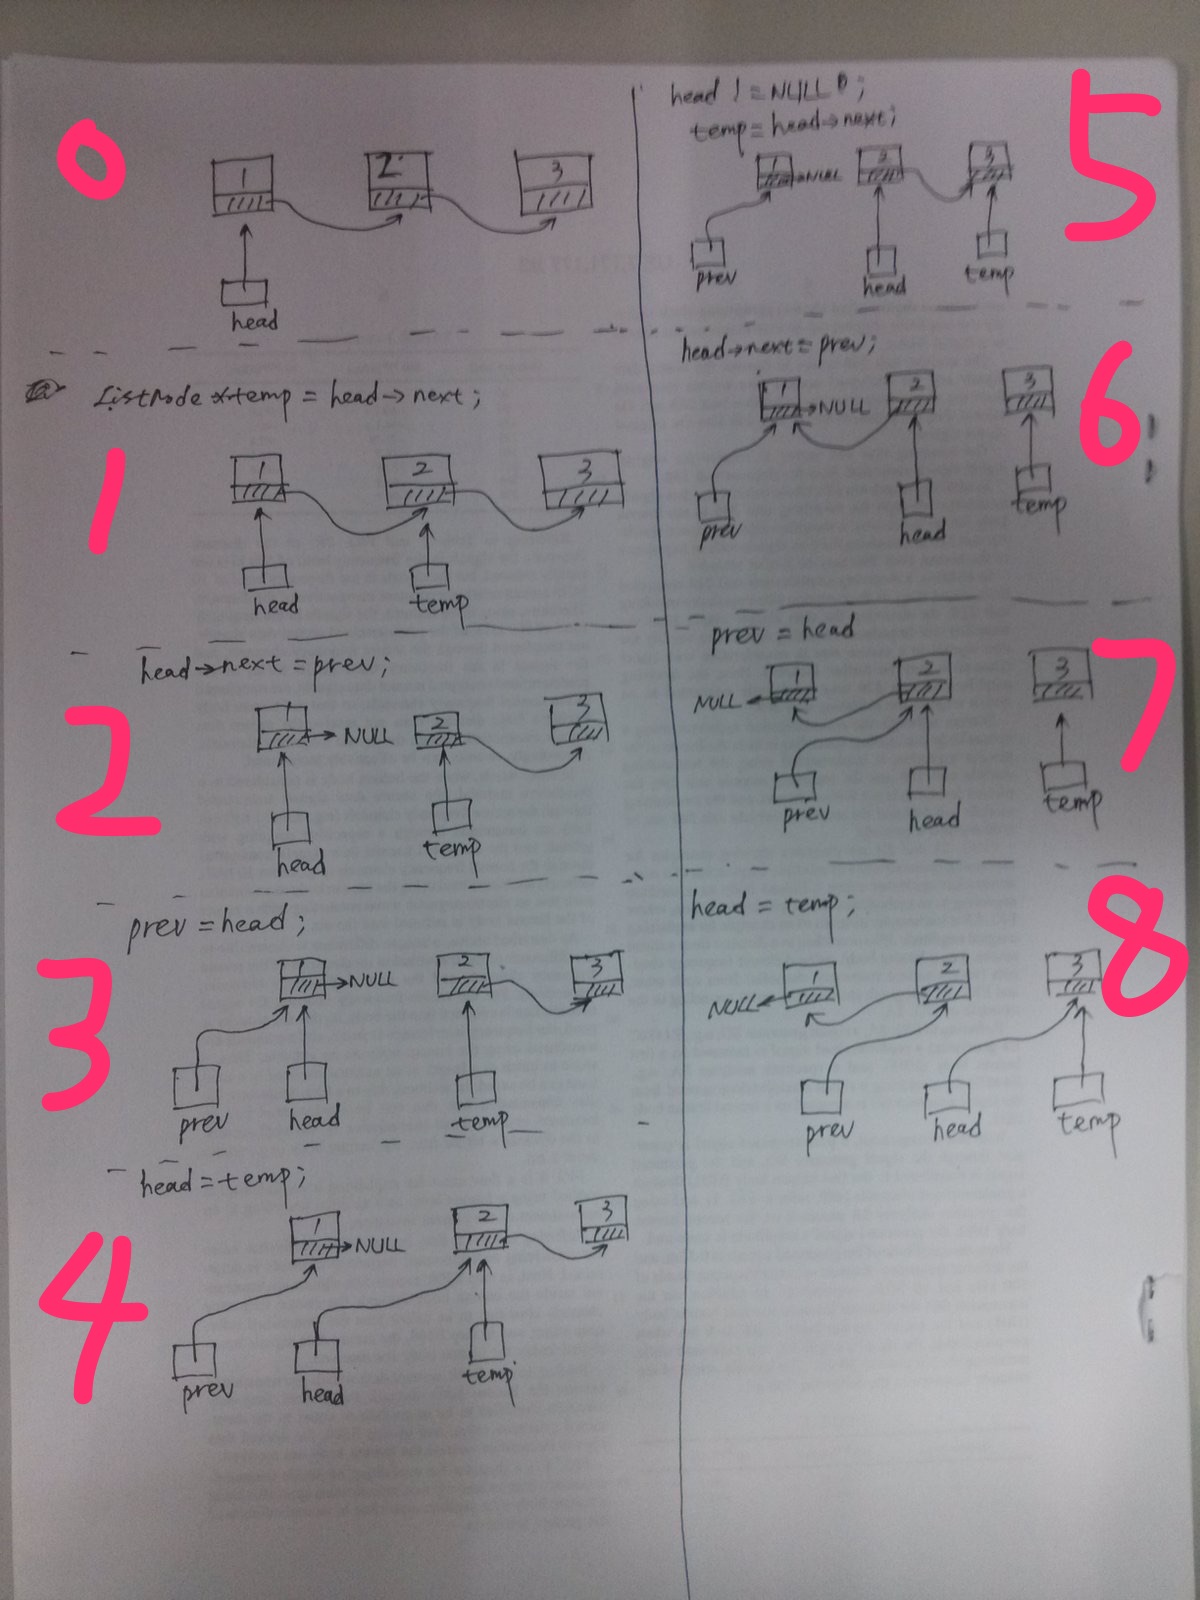 0
1 2 3
head
ListNode *temp = head->next;
1
1 2 3
head temp
head->next = prev;
2
1 NULL 2 3
head temp
prev = head;
3
1 NULL 2 3
prev head temp
head = temp;
4
1 NULL 2 3
prev head temp
head != NULL;
temp = head->next;
5
1 NULL 2 3
prev head temp
head->next = prev;
6
1 NULL 2 3
prev head temp
prev = head
7
NULL 1 2 3
prev head temp
head = temp;
8
NULL 1 2 3
prev head temp